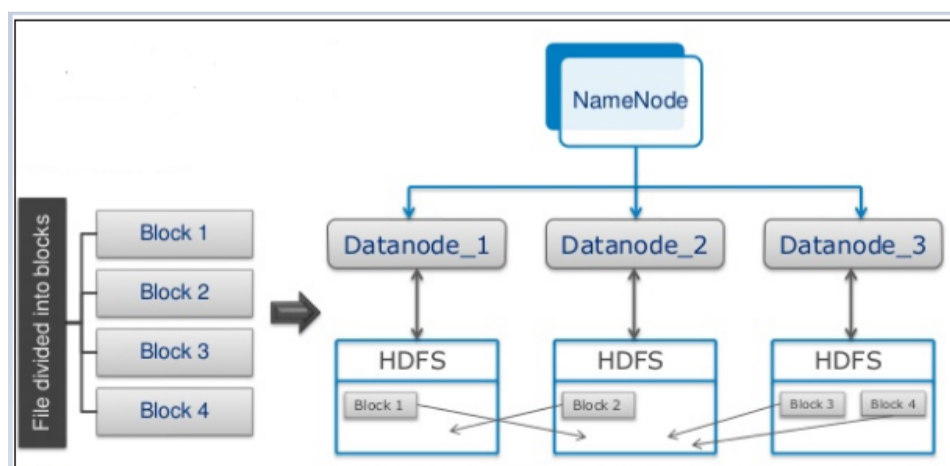 NameNode
File divided into blocks
Block 1
Block 2
Block 3
Block 4
Datanode_1
Datanode_2
Datanode_3
HDFS
HDFS
HDFS
Block 1
Block 2
Block 3
Block 4